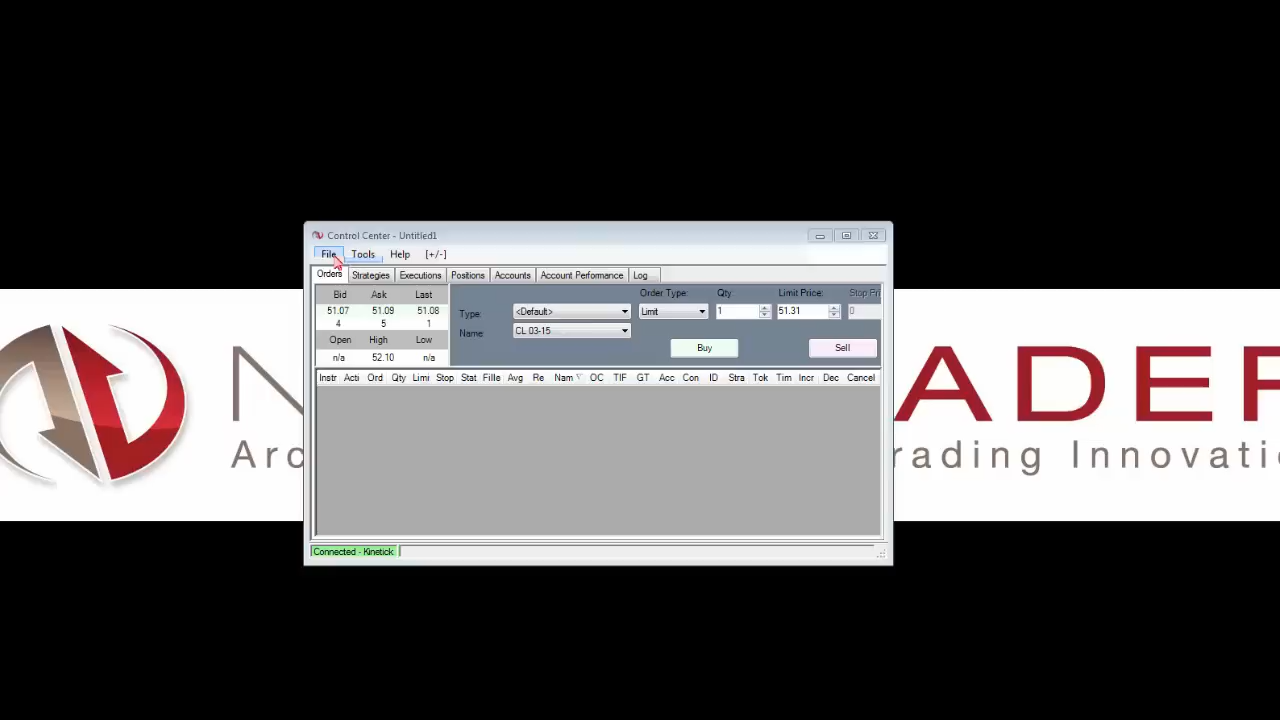 Control Center - Untitled1
File Tools Help [+/-]
Orders Strategies Executions Positions Accounts Account Performance Log
Bid Ask Last
51.07 51.09 51.08
4 5 1
Open High Low
n/a 52.10 n/a
Order Type: Qty: Limit Price: Stop Pri
Type: <Default> Limit 1 51.31 0
Name: CL 03-15
Buy Sell
Instr Acti Ord Qty Limi Stop Stat Fille Avg Re Nam OC TIF GT Acc Con ID Stra Tok Tim Incr Dec Cancel
Connected - Kinetick
N ADER
Arc rading Innovati